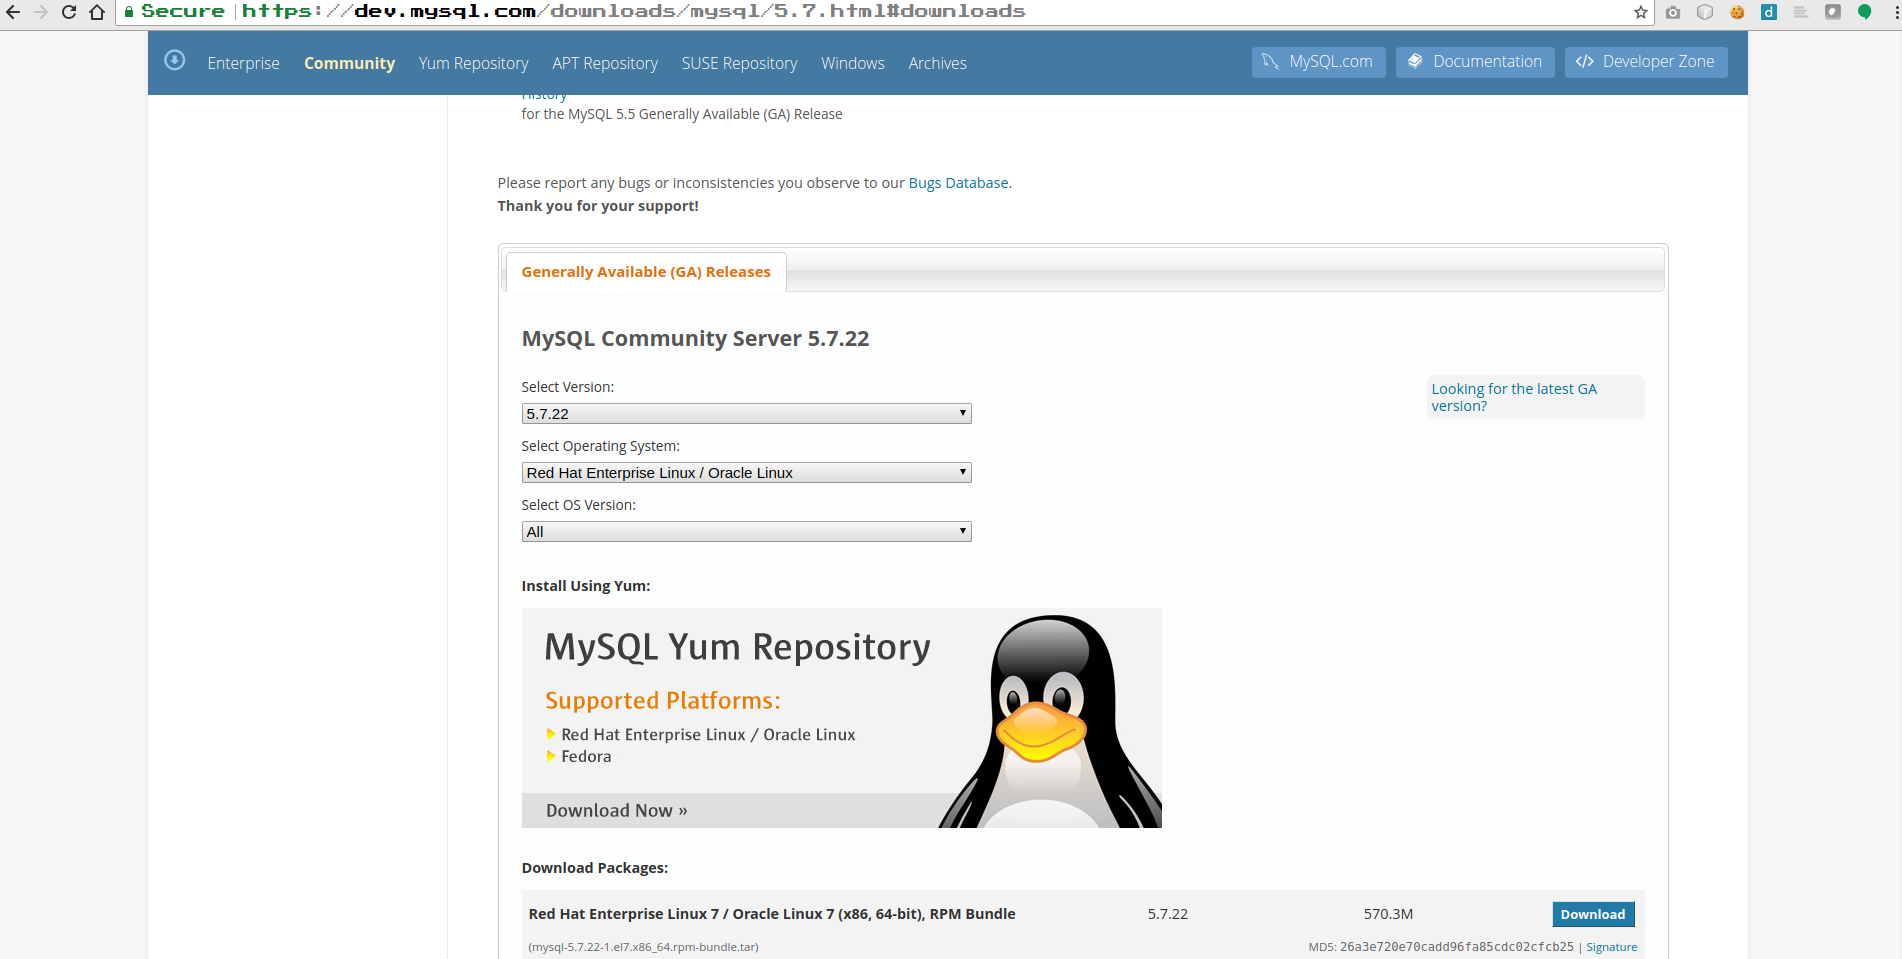 Secure | https://dev.mysql.com/downloads/mysql/5.7.html#downloads
Enterprise Community Yum Repository APT Repository SUSE Repository Windows Archives MySQL.com Documentation Developer Zone
History
for the MySQL 5.5 Generally Available (GA) Release
Please report any bugs or inconsistencies you observe to our Bugs Database.
Thank you for your support!
Generally Available (GA) Releases
MySQL Community Server 5.7.22
Select Version:
5.7.22
Looking for the latest GA
version?
Select Operating System:
Red Hat Enterprise Linux / Oracle Linux
Select OS Version:
All
Install Using Yum:
MySQL Yum Repository
Supported Platforms:
Red Hat Enterprise Linux / Oracle Linux
Fedora
Download Now »
Download Packages:
Red Hat Enterprise Linux 7 / Oracle Linux 7 (x86, 64-bit), RPM Bundle 5.7.22 570.3M Download
(mysql-5.7.22-1.el7.x86_64.rpm-bundle.tar) MD5: 26a3e720e70cadd96fa85cdc02cfcb25 | Signature